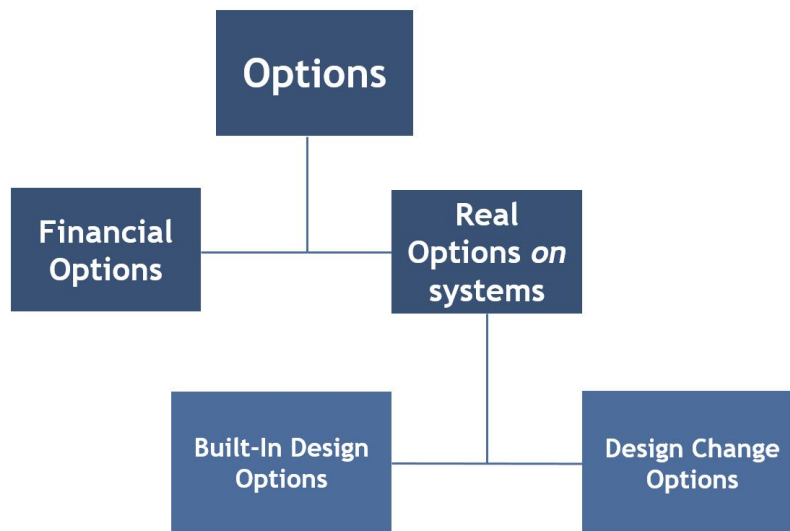 Options
Financial
Options
Real
Options on
systems
Built-In Design
Options
Design Change
Options